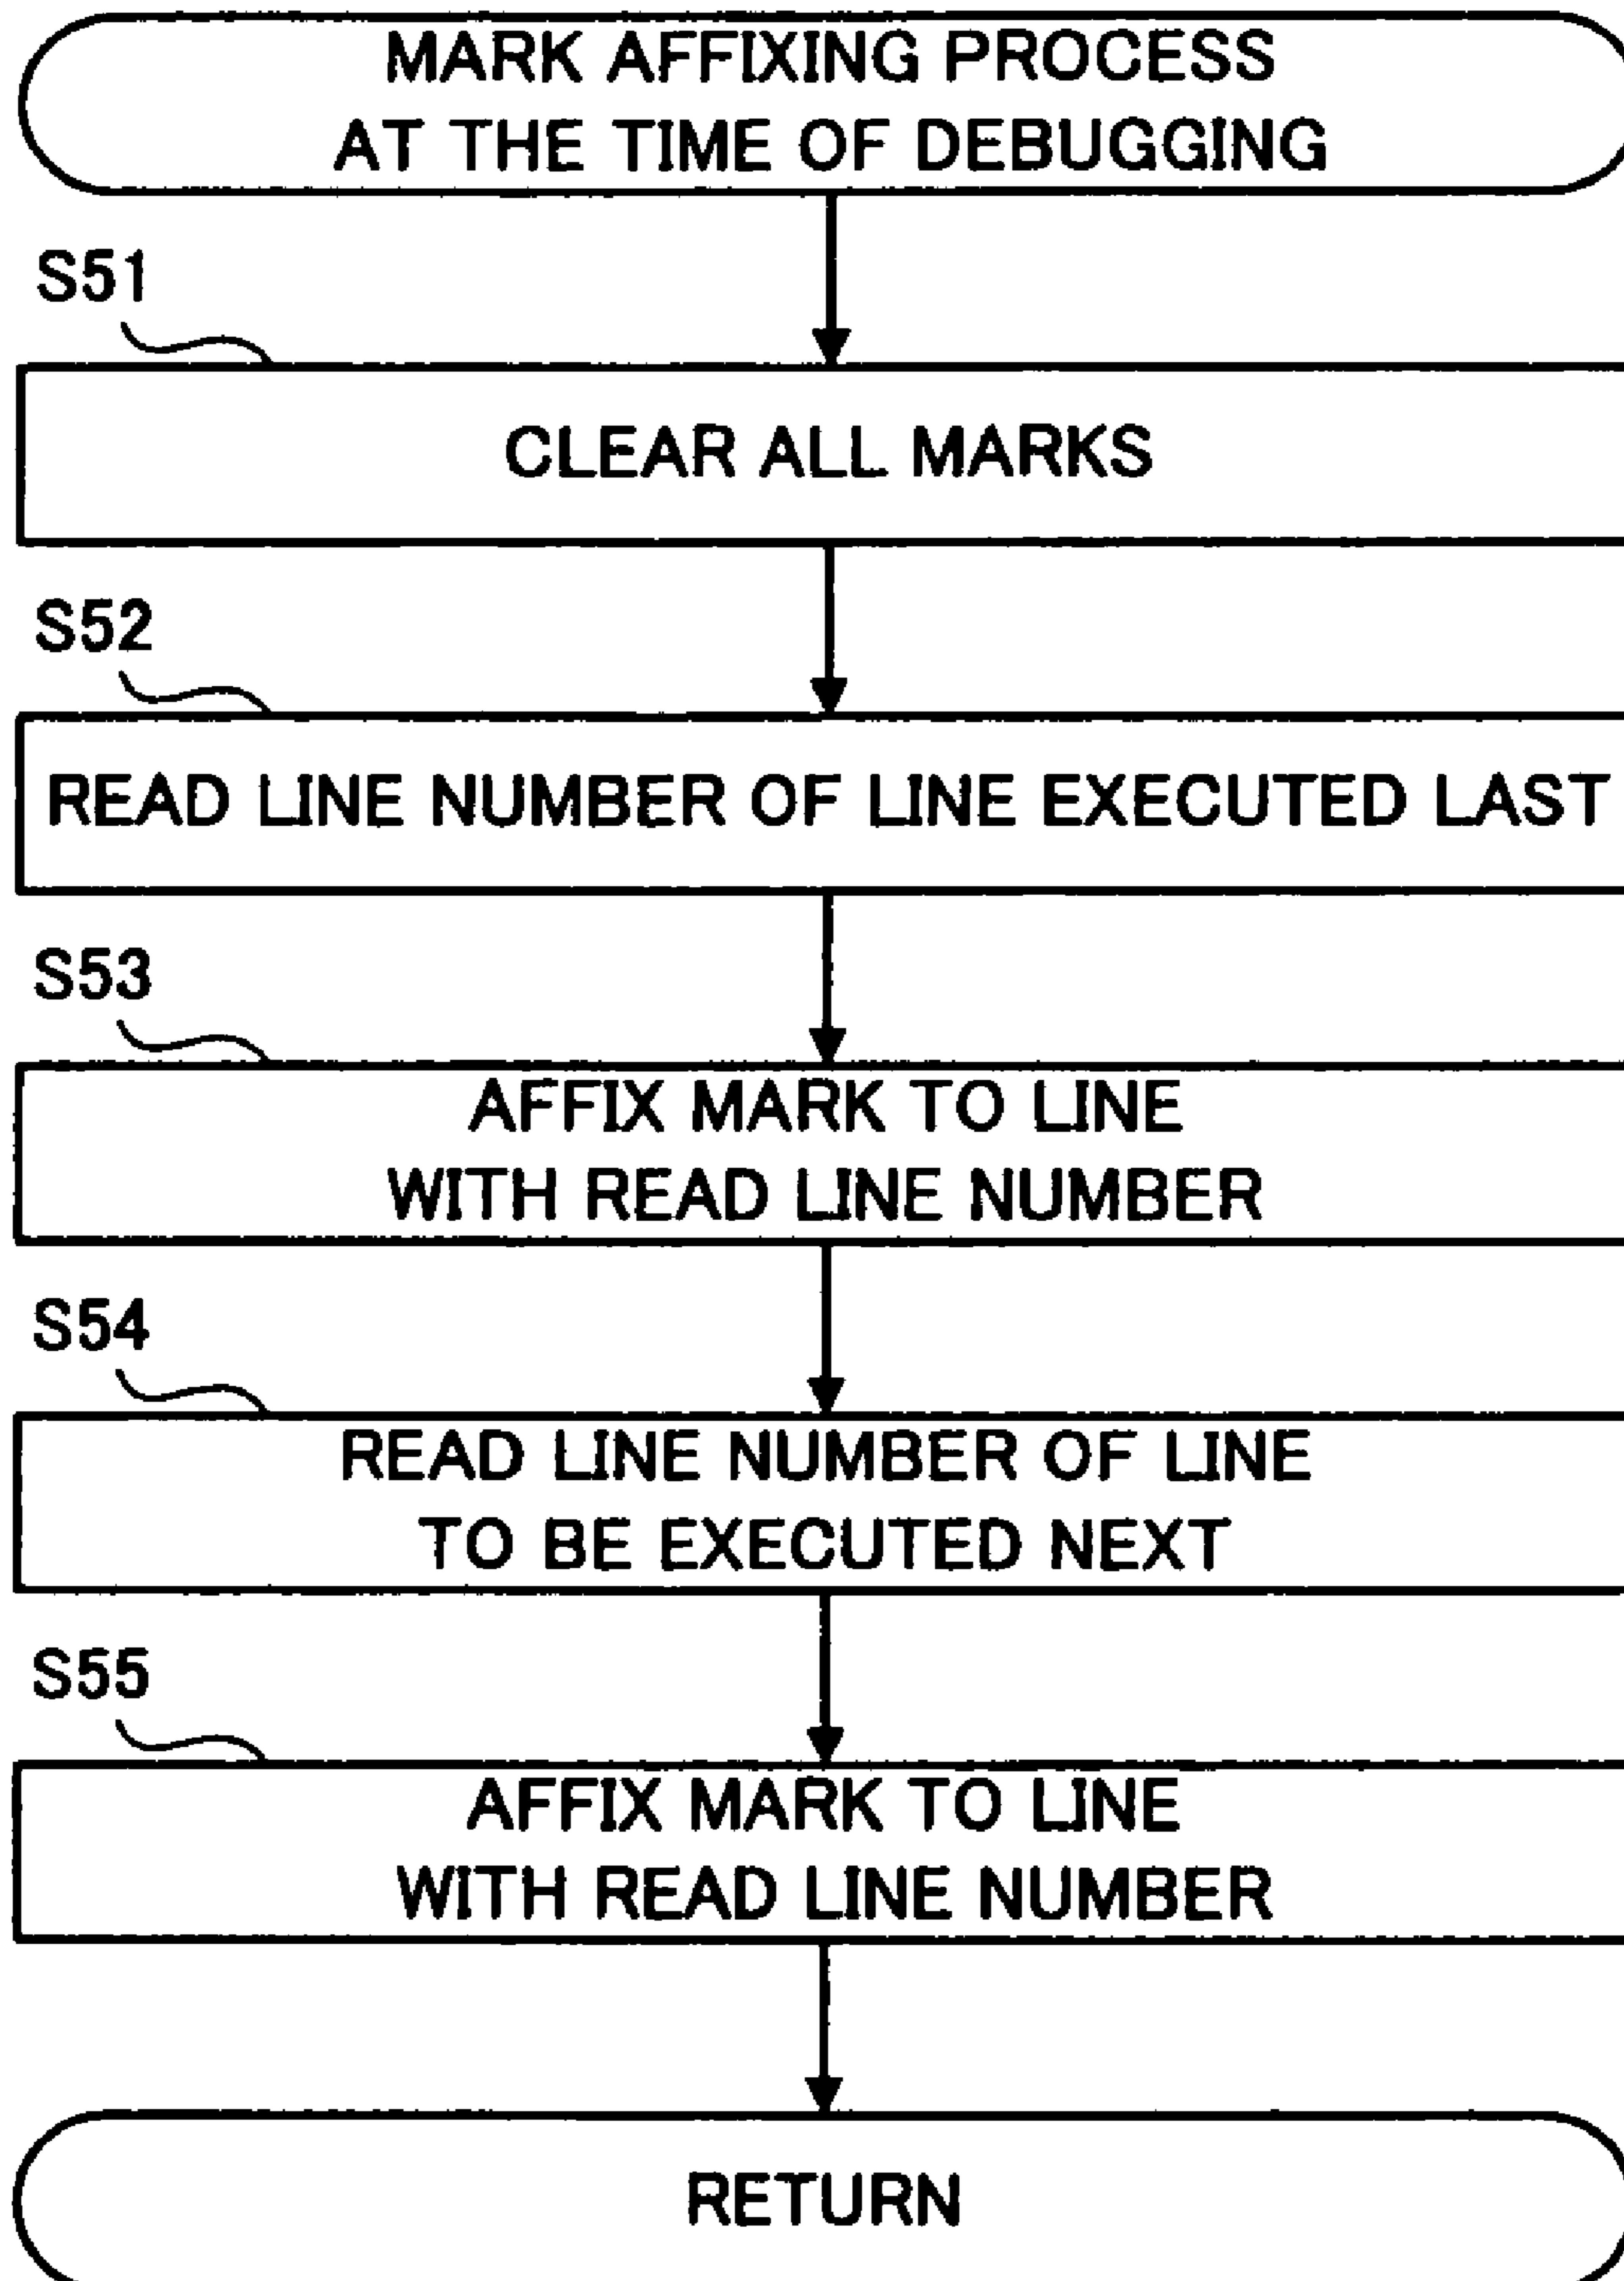 MARK AFFIXING PROCESS
AT THE TIME OF DEBUGGING
S51
CLEAR ALL MARKS
S52
READ LINE NUMBER OF LINE EXECUTED LAST
S53
AFFIX MARK TO LINE
WITH READ LINE NUMBER
S54
READ LINE NUMBER OF LINE
TO BE EXECUTED NEXT
S55
AFFIX MARK TO LINE
WITH READ LINE NUMBER
RETURN